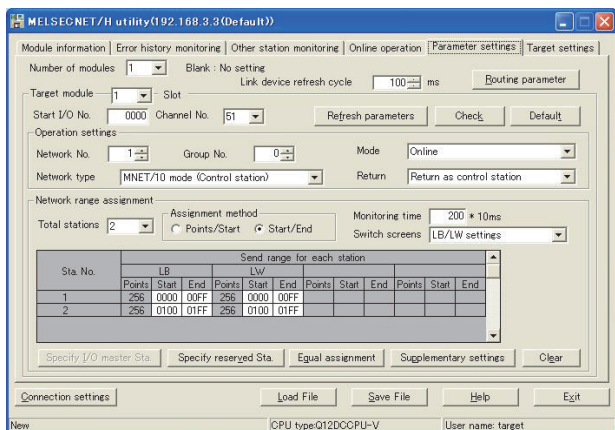 MELSECNET/H utility(192.168.3.3(Default))
Module information Error history monitoring Other station monitoring Online operation Parameter settings Target settings
Number of modules 1 Blank : No setting
Link device refresh cycle 100 ms Routing parameter
Target module 1 Slot
Start I/O No. 0000 Channel No. 51 Refresh parameters Check Default
Operation settings
Network No. 1 Group No. 0 Mode Online
Network type MNET/10 mode (Control station) Return Return as control station
Network range assignment
Total stations 2 Assignment method Points/Start Start/End Monitoring time 200 * 10ms
Switch screens LB/LW settings
Sta. No. Send range for each station
LB LW
Points Start End Points Start End Points Start End Points Start End
1 256 0000 00FF 256 0000 00FF
2 256 0100 01FF 256 0100 01FF
Specify I/O master Sta. Specify reserved Sta. Equal assignment Supplementary settings Clear
Connection settings Load File Save File Help Exit
New CPU type:Q12DCCPU-V User name: target